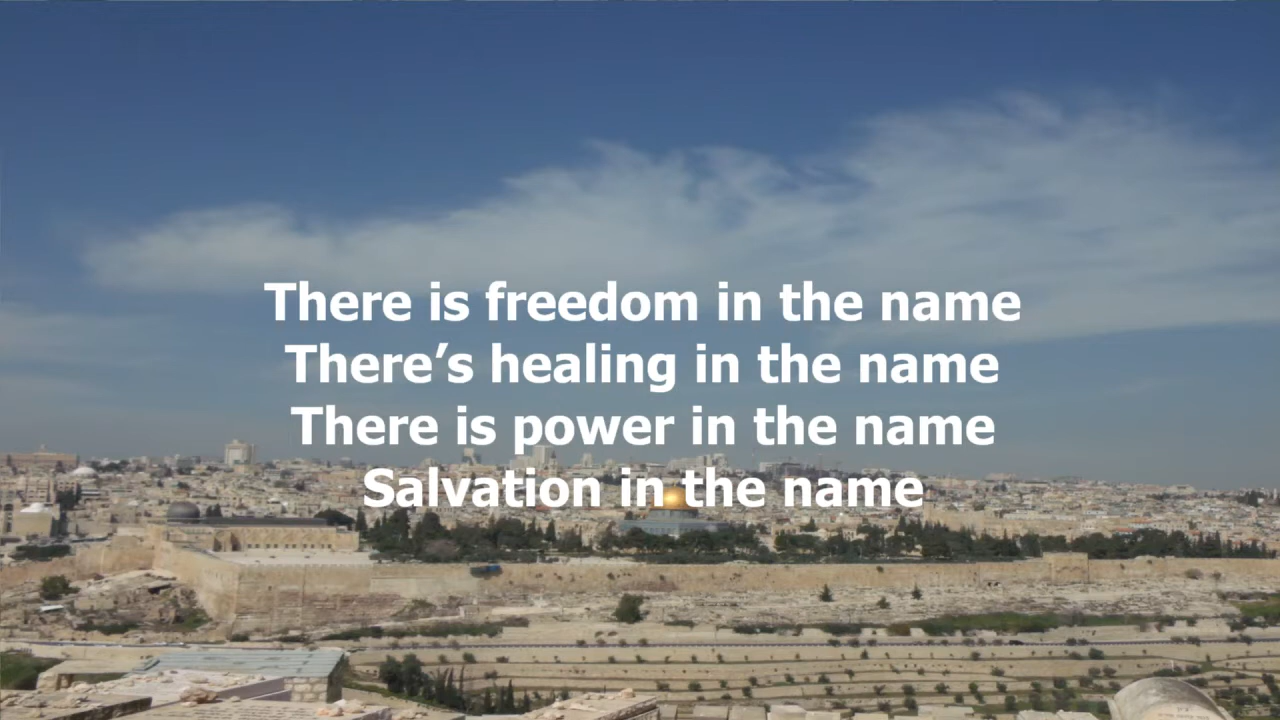 There is freedom in the name
There’s healing in the name
There is power in the name
Salvation in the name